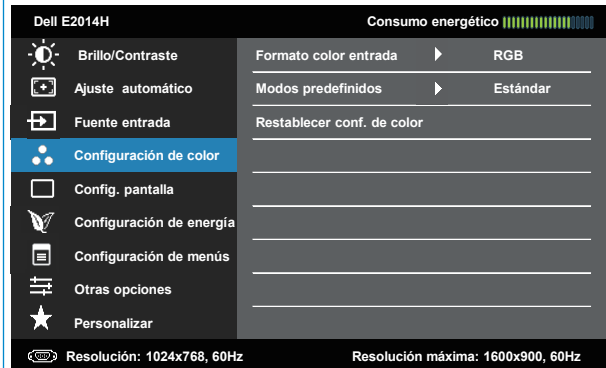 Dell E2014H Consumo energético
Brillo/Contraste Formato color entrada RGB
Ajuste automático Modos predefinidos Estándar
Fuente entrada Restablecer conf. de color
Configuración de color
Config. pantalla
Configuración de energía
Configuración de menús
Otras opciones
Personalizar
Resolución: 1024x768, 60Hz Resolución máxima: 1600x900, 60Hz